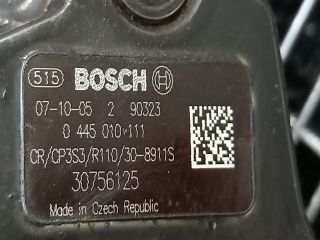 515 BOSCH
07-10-05 2 90323
0 445 010 111
CR/CP3S3/R110/30-8911S
30756125
Made in Czech Republic